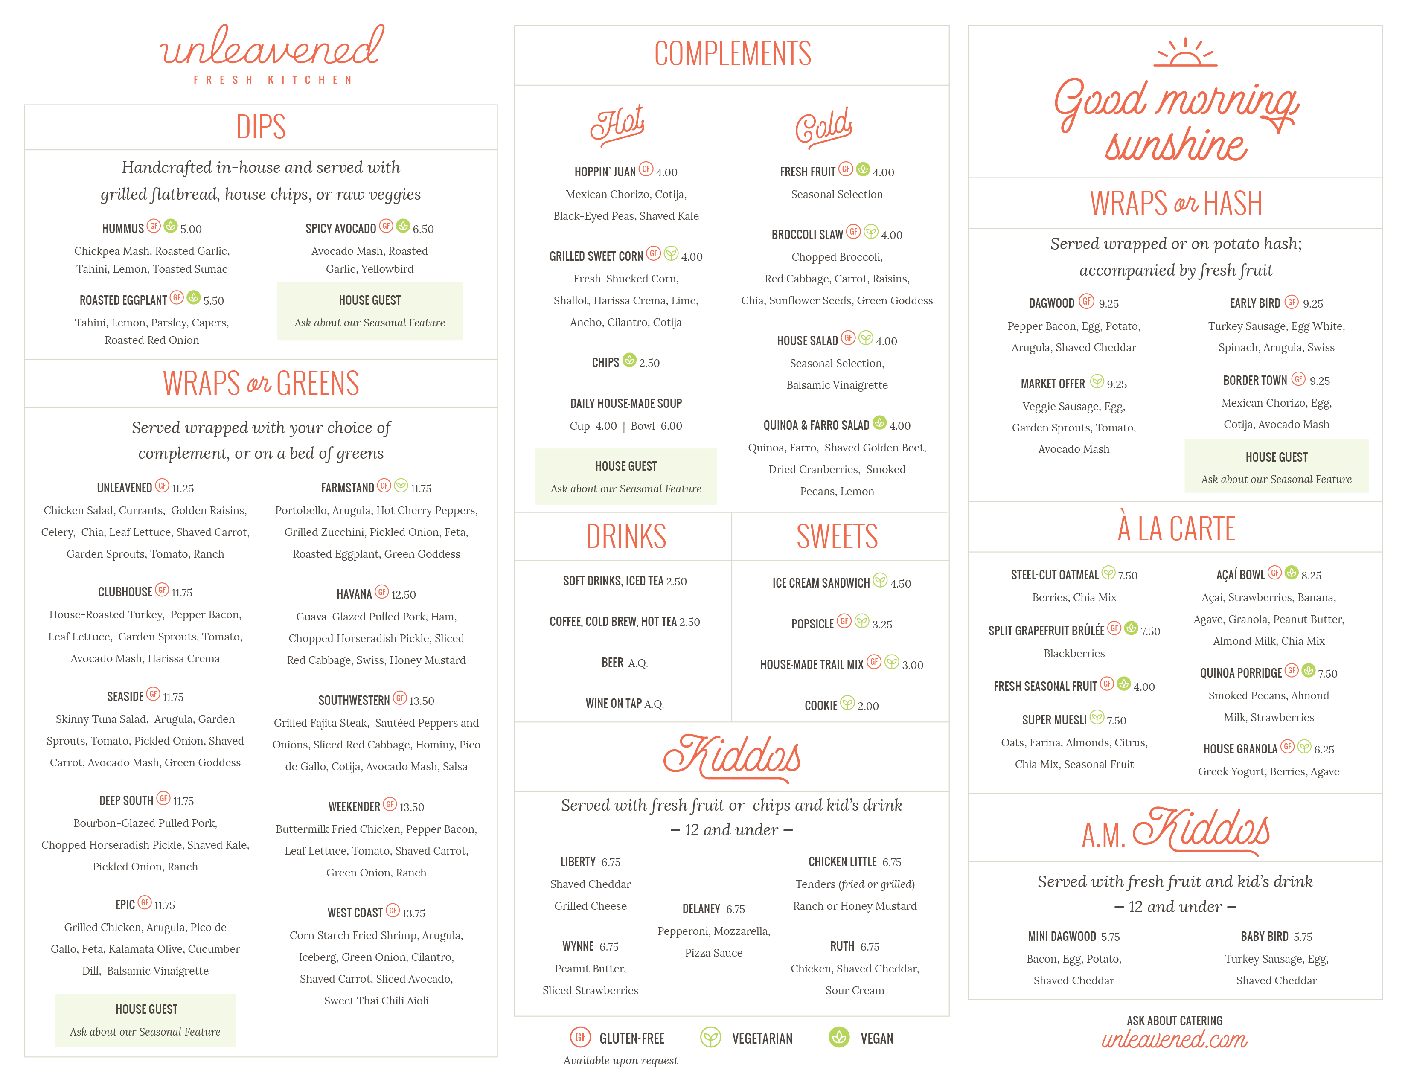 unleavened
FRESH KITCHEN
DIPS
Handcrafted in-house and served with
grilled flatbread, house chips, or raw veggies
HUMMUS GF 5.00
Chickpea Mash, Roasted Garlic,
Tahini, Lemon, Toasted Sumac
ROASTED EGGPLANT GF 5.50
Tahini, Lemon, Parsley, Capers,
Roasted Red Onion
SPICY AVOCADO GF 6.50
Avocado Mash, Roasted
Garlic, Yellowbird
HOUSE GUEST
Ask about our Seasonal Feature
WRAPS or GREENS
Served wrapped with your choice of
complement, or on a bed of greens
UNLEAVENED GF 11.25
Chicken Salad, Currants, Golden Raisins,
Celery, Chia, Leaf Lettuce, Shaved Carrot,
Garden Sprouts, Tomato, Ranch
CLUBHOUSE GF 11.75
House-Roasted Turkey, Pepper Bacon,
Leaf Lettuce, Garden Sprouts, Tomato,
Avocado Mash, Harissa Crema
SEASIDE GF 11.75
Skinny Tuna Salad, Arugula, Garden
Sprouts, Tomato, Pickled Onion, Shaved
Carrot, Avocado Mash, Green Goddess
DEEP SOUTH GF 11.75
Bourbon-Glazed Pulled Pork,
Chopped Horseradish Pickle, Shaved Kale,
Pickled Onion, Ranch
EPIC GF 11.75
Grilled Chicken, Arugula, Pico de
Gallo, Feta, Kalamata Olive, Cucumber
Dill, Balsamic Vinaigrette
HOUSE GUEST
Ask about our Seasonal Feature
FARMSTAND GF 11.75
Portobello, Arugula, Hot Cherry Peppers,
Grilled Zucchini, Pickled Onion, Feta,
Roasted Eggplant, Green Goddess
HAVANA GF 12.50
Guava-Glazed Pulled Pork, Ham,
Chopped Horseradish Pickle, Sliced
Red Cabbage, Swiss, Honey Mustard
SOUTHWESTERN GF 13.50
Grilled Fajita Steak, Sautéed Peppers and
Onions, Sliced Red Cabbage, Hominy, Pico
de Gallo, Cotija, Avocado Mash, Salsa
WEEKENDER GF 13.50
Buttermilk Fried Chicken, Pepper Bacon,
Leaf Lettuce, Tomato, Shaved Carrot,
Green Onion, Ranch
WEST COAST GF 13.75
Corn Starch Fried Shrimp, Arugula,
Iceberg, Green Onion, Cilantro,
Shaved Carrot, Sliced Avocado,
Sweet Thai Chili Aioli
COMPLEMENTS
Hot
HOPPIN' JUAN GF 4.00
Mexican Chorizo, Cotija,
Black-Eyed Peas, Shaved Kale
GRILLED SWEET CORN GF 4.00
Fresh-Shucked Corn,
Shallot, Harissa Crema, Lime,
Ancho, Cilantro, Cotija
CHIPS 2.50
DAILY HOUSE-MADE SOUP
Cup 4.00 | Bowl 6.00
HOUSE GUEST
Ask about our Seasonal Feature
Cold
FRESH FRUIT GF 4.00
Seasonal Selection
BROCCOLI SLAW GF 4.00
Chopped Broccoli,
Red Cabbage, Carrot, Raisins,
Chia, Sunflower Seeds, Green Goddess
HOUSE SALAD GF 4.00
Seasonal Selection,
Balsamic Vinaigrette
QUINOA & FARRO SALAD 4.00
Quinoa, Farro, Shaved Golden Beet,
Dried Cranberries, Smoked
Pecans, Lemon
DRINKS
SOFT DRINKS, ICED TEA 2.50
COFFEE, COLD BREW, HOT TEA 2.50
BEER A.Q.
WINE ON TAP A.Q
SWEETS
ICE CREAM SANDWICH 4.50
POPSICLE GF 3.25
HOUSE-MADE TRAIL MIX GF 3.00
COOKIE 2.00
Kiddos
Served with fresh fruit or chips and kid's drink
— 12 and under —
LIBERTY 6.75
Shaved Cheddar
Grilled Cheese
WYNNE 6.75
Peanut Butter,
Sliced Strawberries
DELANEY 6.75
Pepperoni, Mozzarella,
Pizza Sauce
CHICKEN LITTLE 6.75
Tenders (fried or grilled)
Ranch or Honey Mustard
RUTH 6.75
Chicken, Shaved Cheddar,
Sour Cream
GF GLUTEN-FREE VEGETARIAN VEGAN
Available upon request
Good morning
sunshine
WRAPS or HASH
Served wrapped or on potato hash;
accompanied by fresh fruit
DAGWOOD GF 9.25
Pepper Bacon, Egg, Potato,
Arugula, Shaved Cheddar
MARKET OFFER 9.25
Veggie Sausage, Egg,
Garden Sprouts, Tomato,
Avocado Mash
EARLY BIRD GF 9.25
Turkey Sausage, Egg White,
Spinach, Arugula, Swiss
BORDER TOWN GF 9.25
Mexican Chorizo, Egg,
Cotija, Avocado Mash
HOUSE GUEST
Ask about our Seasonal Feature
À LA CARTE
STEEL-CUT OATMEAL 7.50
Berries, Chia Mix
SPLIT GRAPEFRUIT BRÛLÉE GF 7.50
Blackberries
FRESH SEASONAL FRUIT GF 4.00
SUPER MUESLI 7.50
Oats, Farina, Almonds, Citrus,
Chia Mix, Seasonal Fruit
AÇAÍ BOWL GF 8.25
Açaí, Strawberries, Banana,
Agave, Granola, Peanut Butter,
Almond Milk, Chia Mix
QUINOA PORRIDGE GF 7.50
Smoked Pecans, Almond
Milk, Strawberries
HOUSE GRANOLA GF 6.25
Greek Yogurt, Berries, Agave
A.M. Kiddos
Served with fresh fruit and kid's drink
— 12 and under —
MINI DAGWOOD 5.75
Bacon, Egg, Potato,
Shaved Cheddar
BABY BIRD 5.75
Turkey Sausage, Egg,
Shaved Cheddar
ASK ABOUT CATERING
unleavened.com